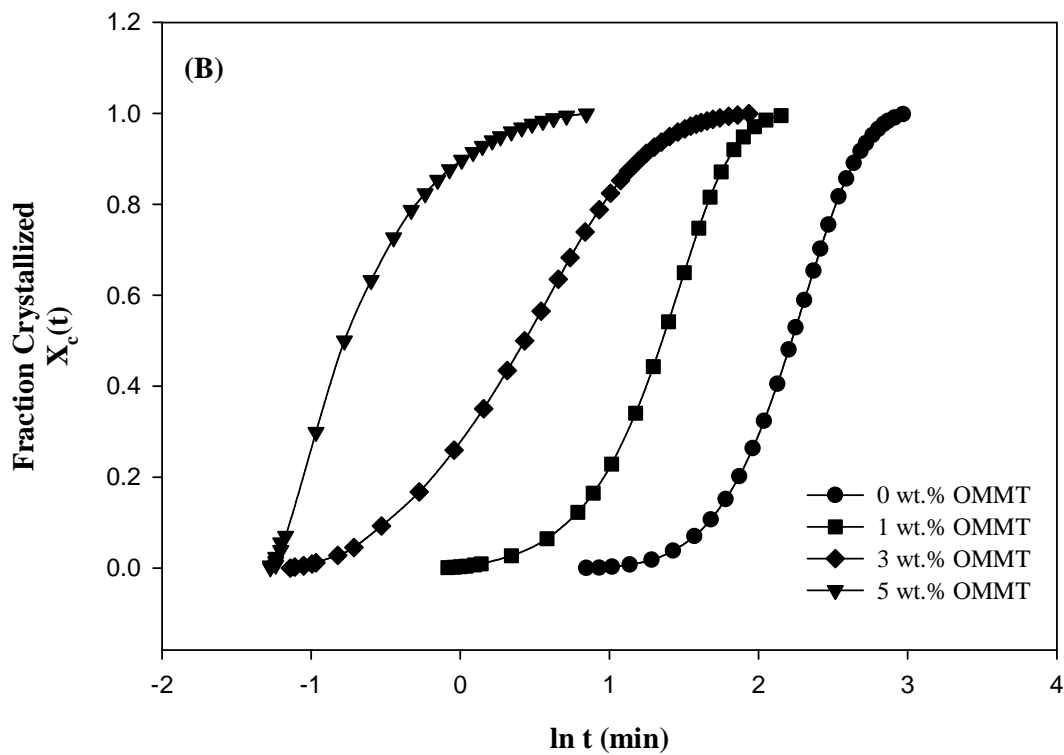 (B)
1.2
1.0
0.8
0.6
0.4
0.2
0.0
Fraction Crystallized
Xc(t)
0 wt.% OMMT
1 wt.% OMMT
3 wt.% OMMT
5 wt.% OMMT
-2 -1 0 1 2 3 4
ln t (min)